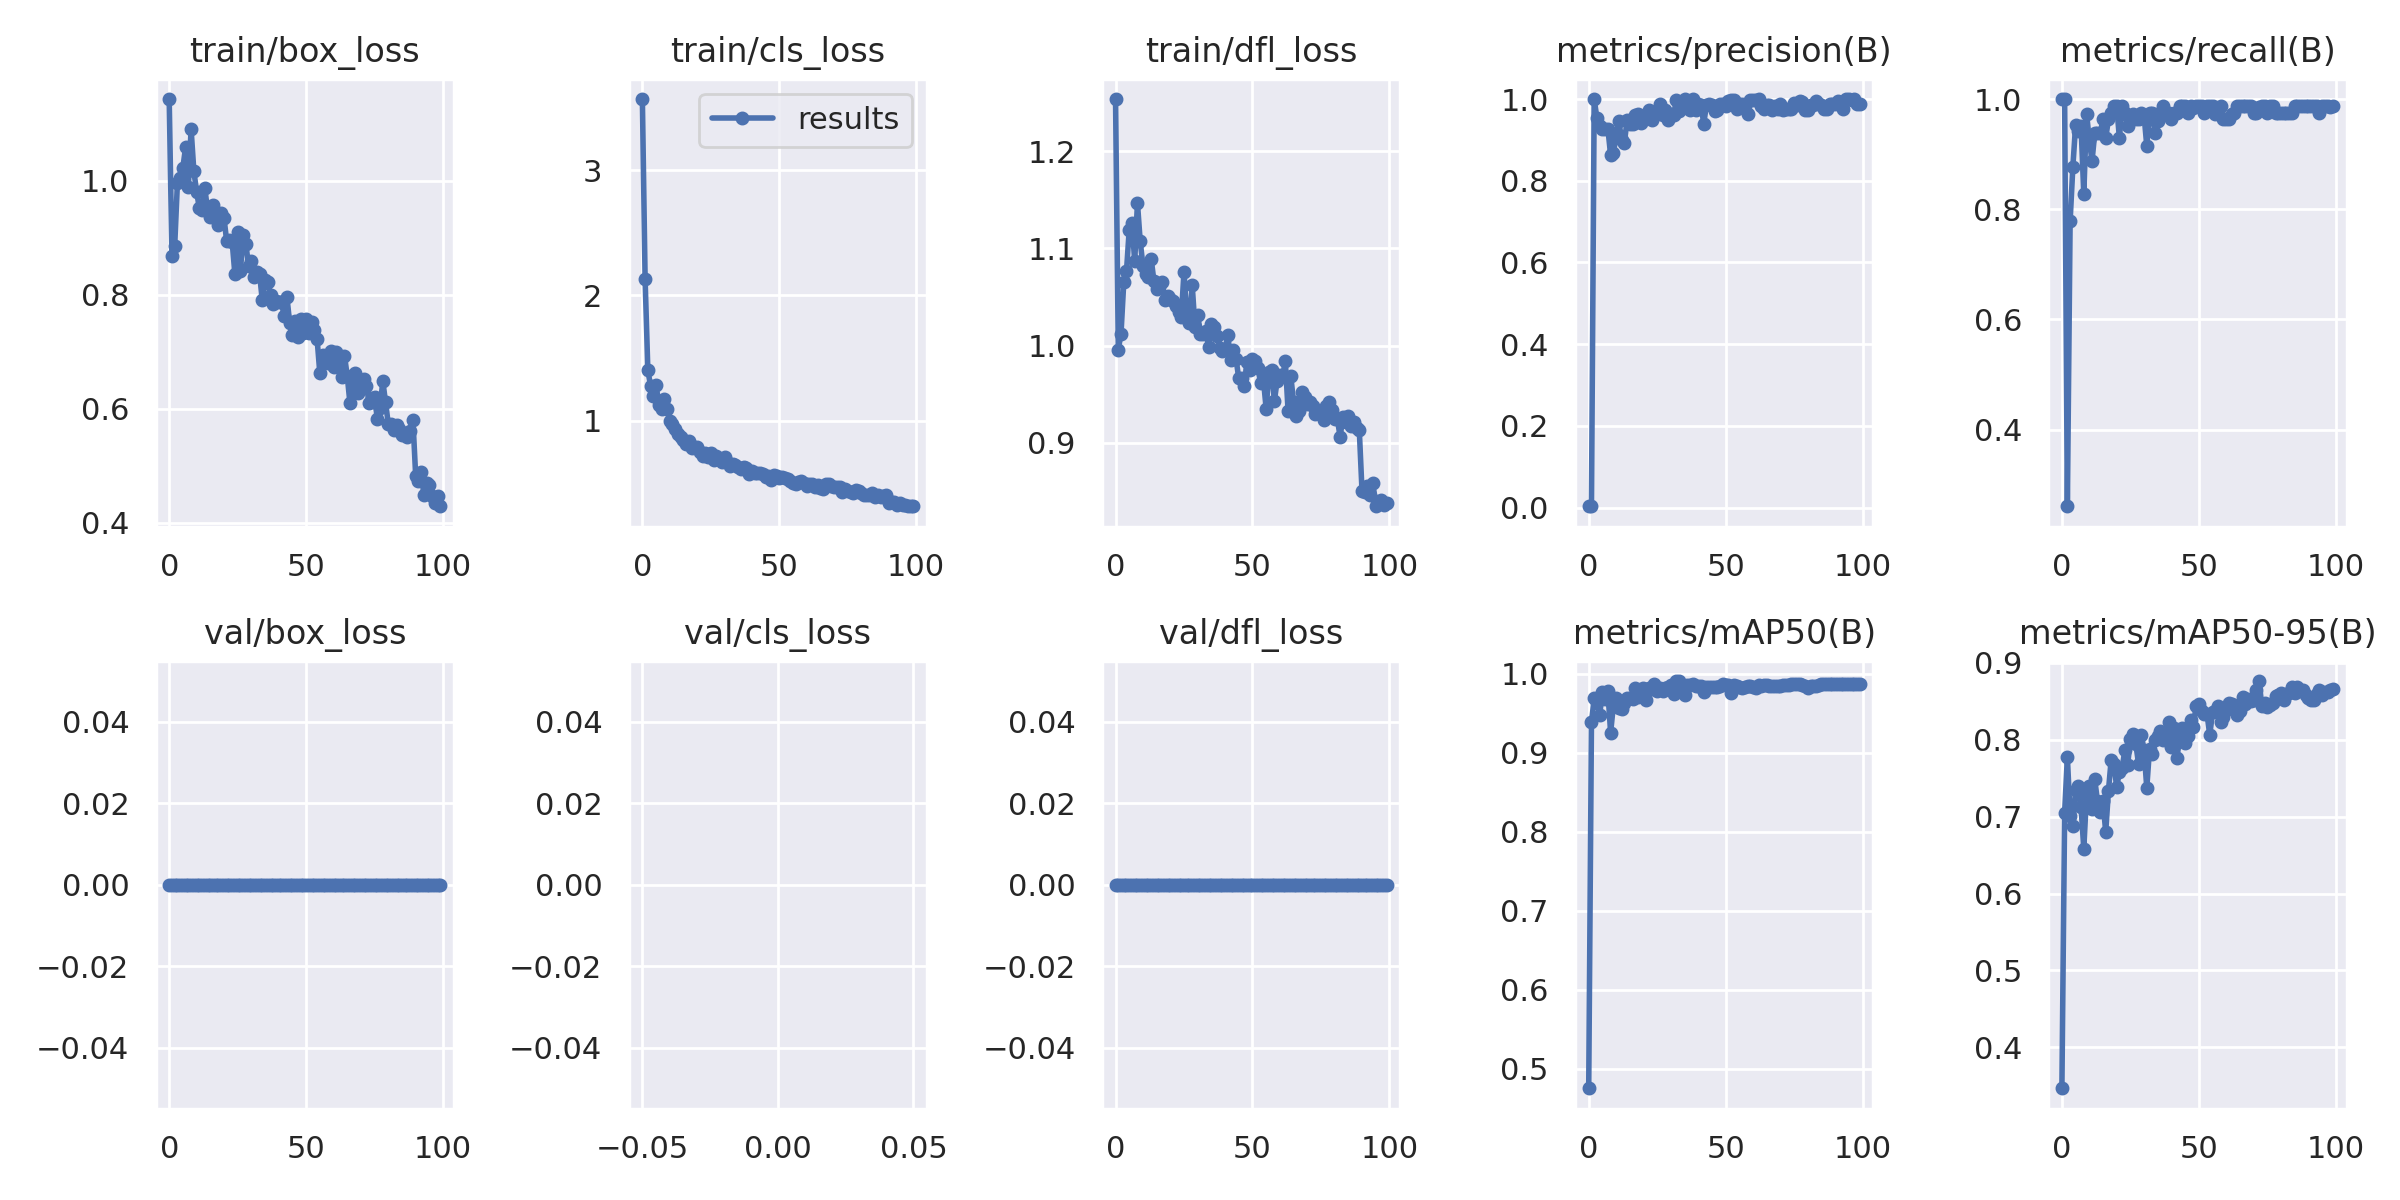 train/box_loss
1.0
0.8
0.6
0.4
0 50 100
train/cls_loss
results
3
2
1
0 50 100
train/dfl_loss
1.2
1.1
1.0
0.9
0 50 100
metrics/precision(B)
1.0
0.8
0.6
0.4
0.2
0.0
0 50 100
metrics/recall(B)
1.0
0.8
0.6
0.4
0 50 100
val/box_loss
0.04
0.02
0.00
−0.02
−0.04
0 50 100
val/cls_loss
0.04
0.02
0.00
−0.02
−0.04
−0.05 0.00 0.05
val/dfl_loss
0.04
0.02
0.00
−0.02
−0.04
0 50 100
metrics/mAP50(B)
1.0
0.9
0.8
0.7
0.6
0.5
0 50 100
metrics/mAP50-95(B)
0.9
0.8
0.7
0.6
0.5
0.4
0 50 100